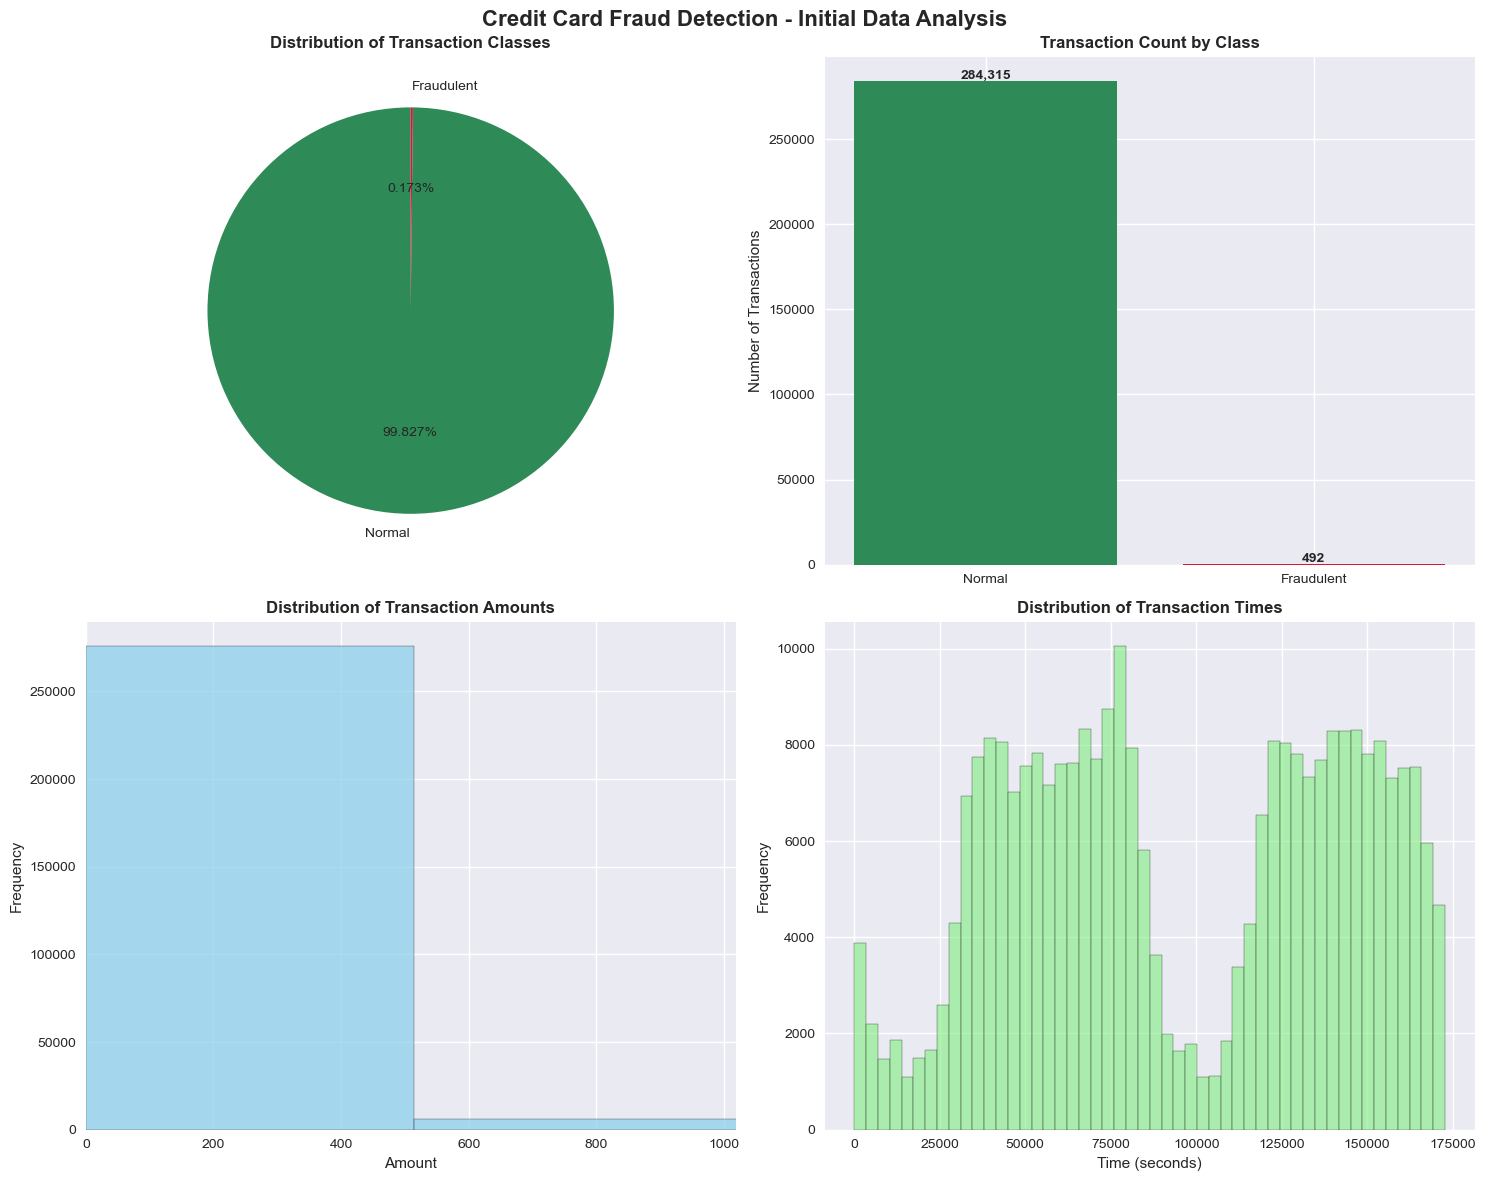 Credit Card Fraud Detection - Initial Data Analysis
Distribution of Transaction Classes
Fraudulent
0.173%
99.827%
Normal
Transaction Count by Class
284,315
492
Number of Transactions
250000
200000
150000
100000
50000
0
Normal
Fraudulent
Distribution of Transaction Amounts
Frequency
250000
200000
150000
100000
50000
0
0
200
400
600
800
1000
Amount
Distribution of Transaction Times
Frequency
10000
8000
6000
4000
2000
0
0
25000
50000
75000
100000
125000
150000
175000
Time (seconds)